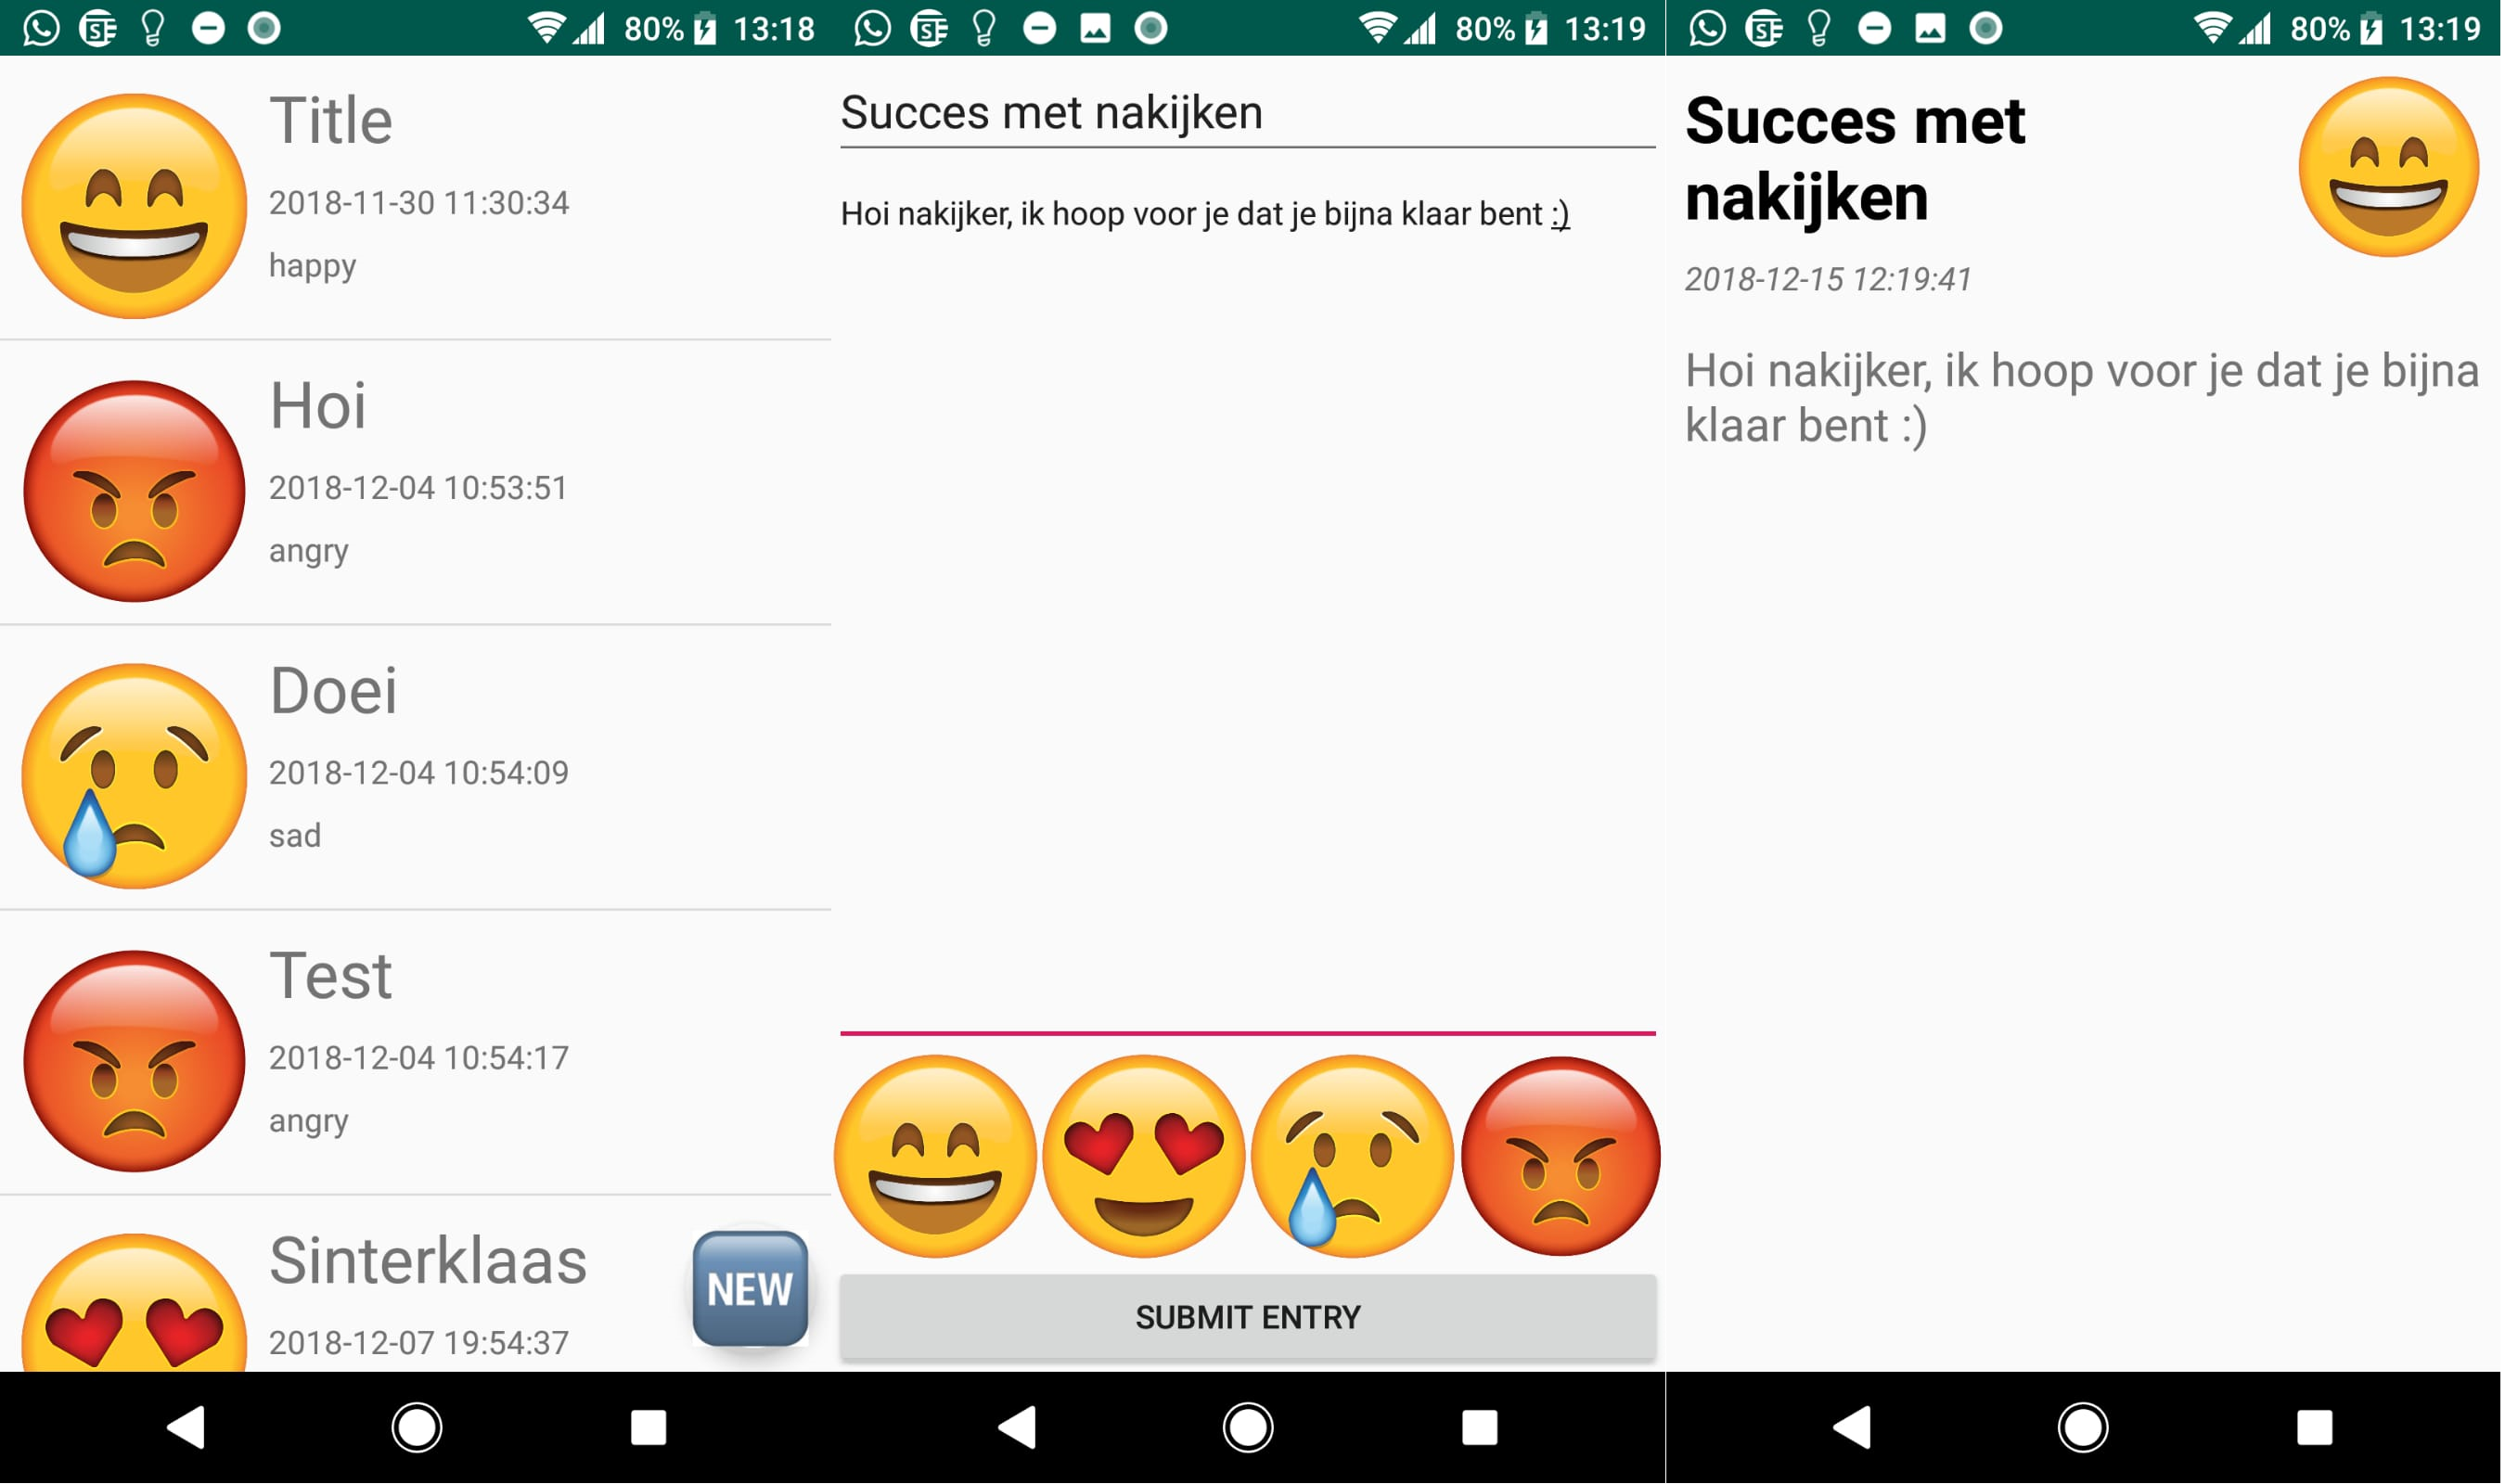 80% 13:18
Title
2018-11-30 11:30:34
happy
Hoi
2018-12-04 10:53:51
angry
Doei
2018-12-04 10:54:09
sad
Test
2018-12-04 10:54:17
angry
Sinterklaas
2018-12-07 19:54:37
NEW
80% 13:19
Succes met nakijken
Hoi nakijker, ik hoop voor je dat je bijna klaar bent :)
SUBMIT ENTRY
80% 13:19
Succes met
nakijken
2018-12-15 12:19:41
Hoi nakijker, ik hoop voor je dat je bijna
klaar bent :)